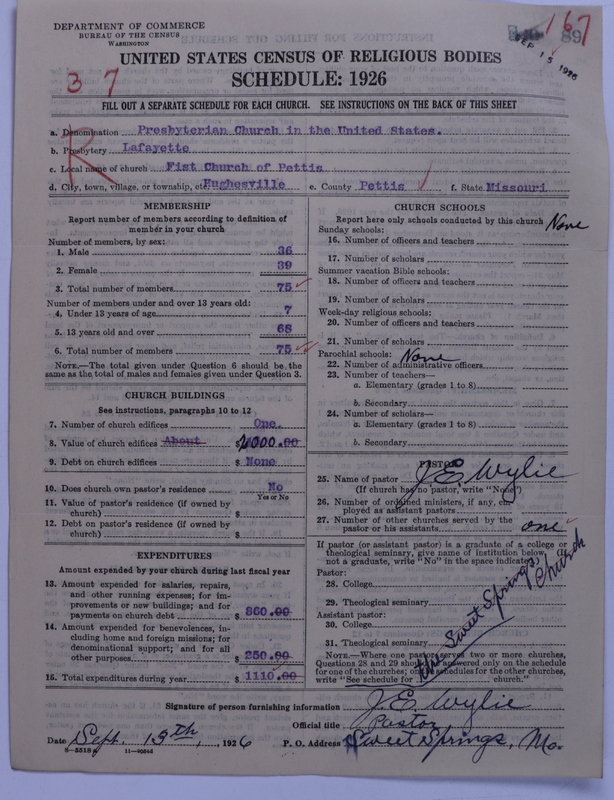 DEPARTMENT OF COMMERCE
BUREAU OF THE CENSUS
WASHINGTON
167
89
SEP 15 1926
37
UNITED STATES CENSUS OF RELIGIOUS BODIES
SCHEDULE: 1926
FILL OUT A SEPARATE SCHEDULE FOR EACH CHURCH. SEE INSTRUCTIONS ON THE BACK OF THIS SHEET
R
a. Denomination Presbyterian Church in the United States.
b. Presbytery Lafayette
c. Local name of church Fist Church of Pettis
d. City, town, village, or township, etc Hughesville e. County Pettis f. State Missouri
MEMBERSHIP
Report number of members according to definition of member in your church
Number of members, by sex:
1. Male 36
2. Female 39
3. Total number of members 75
Number of members under and over 13 years old:
4. Under 13 years of age 7
5. 13 years old and over 68
6. Total number of members 75
NOTE.—The total given under Question 6 should be the same as the total of males and females given under Question 3.
CHURCH BUILDINGS
See instructions, paragraphs 10 to 12
7. Number of church edifices One.
8. Value of church edifices About $ 000.00
9. Debt on church edifices $ None
10. Does church own pastor's residence No
Yes or No
11. Value of pastor's residence (if owned by church) $
12. Debt on pastor's residence (if owned by church) $
EXPENDITURES
Amount expended by your church during last fiscal year
13. Amount expended for salaries, repairs, and other running expenses; for improvements or new buildings; and for payments on church debt $ 860.00
14. Amount expended for benevolences, including home and foreign missions; for denominational support; and for all other purposes $ 250.00
15. Total expenditures during year $ 1110.00
CHURCH SCHOOLS
Report here only schools conducted by this church None
Sunday schools:
16. Number of officers and teachers
17. Number of scholars
Summer vacation Bible schools:
18. Number of officers and teachers
19. Number of scholars
Week-day religious schools:
20. Number of officers and teachers
21. Number of scholars
Parochial schools: None
22. Number of administrative officers
23. Number of teachers—
a. Elementary (grades 1 to 8)
b. Secondary
24. Number of scholars—
a. Elementary (grades 1 to 8)
b. Secondary
PASTOR
25. Name of pastor J. E. Wylie
(If church has no pastor, write "None")
26. Number of ordained ministers, if any, employed as assistant pastors
27. Number of other churches served by the pastor or his assistants one
If pastor (or assistant pastor) is a graduate of a college or theological seminary, give name of institution below; if not a graduate, write "No" in the space indicated
Pastor:
28. College
29. Theological seminary
Assistant pastor:
30. College
31. Theological seminary
the Sweet Springs Church
NOTE.—Where one pastor serves two or more churches, Questions 28 and 29 should be answered only on the schedule for one of the churches; on the schedules for the other churches, write "See schedule for church."
Signature of person furnishing information J. E. Wylie
Official title Pastor
Date Sept. 13th, 1926 P. O. Address Sweet Springs, Mo.